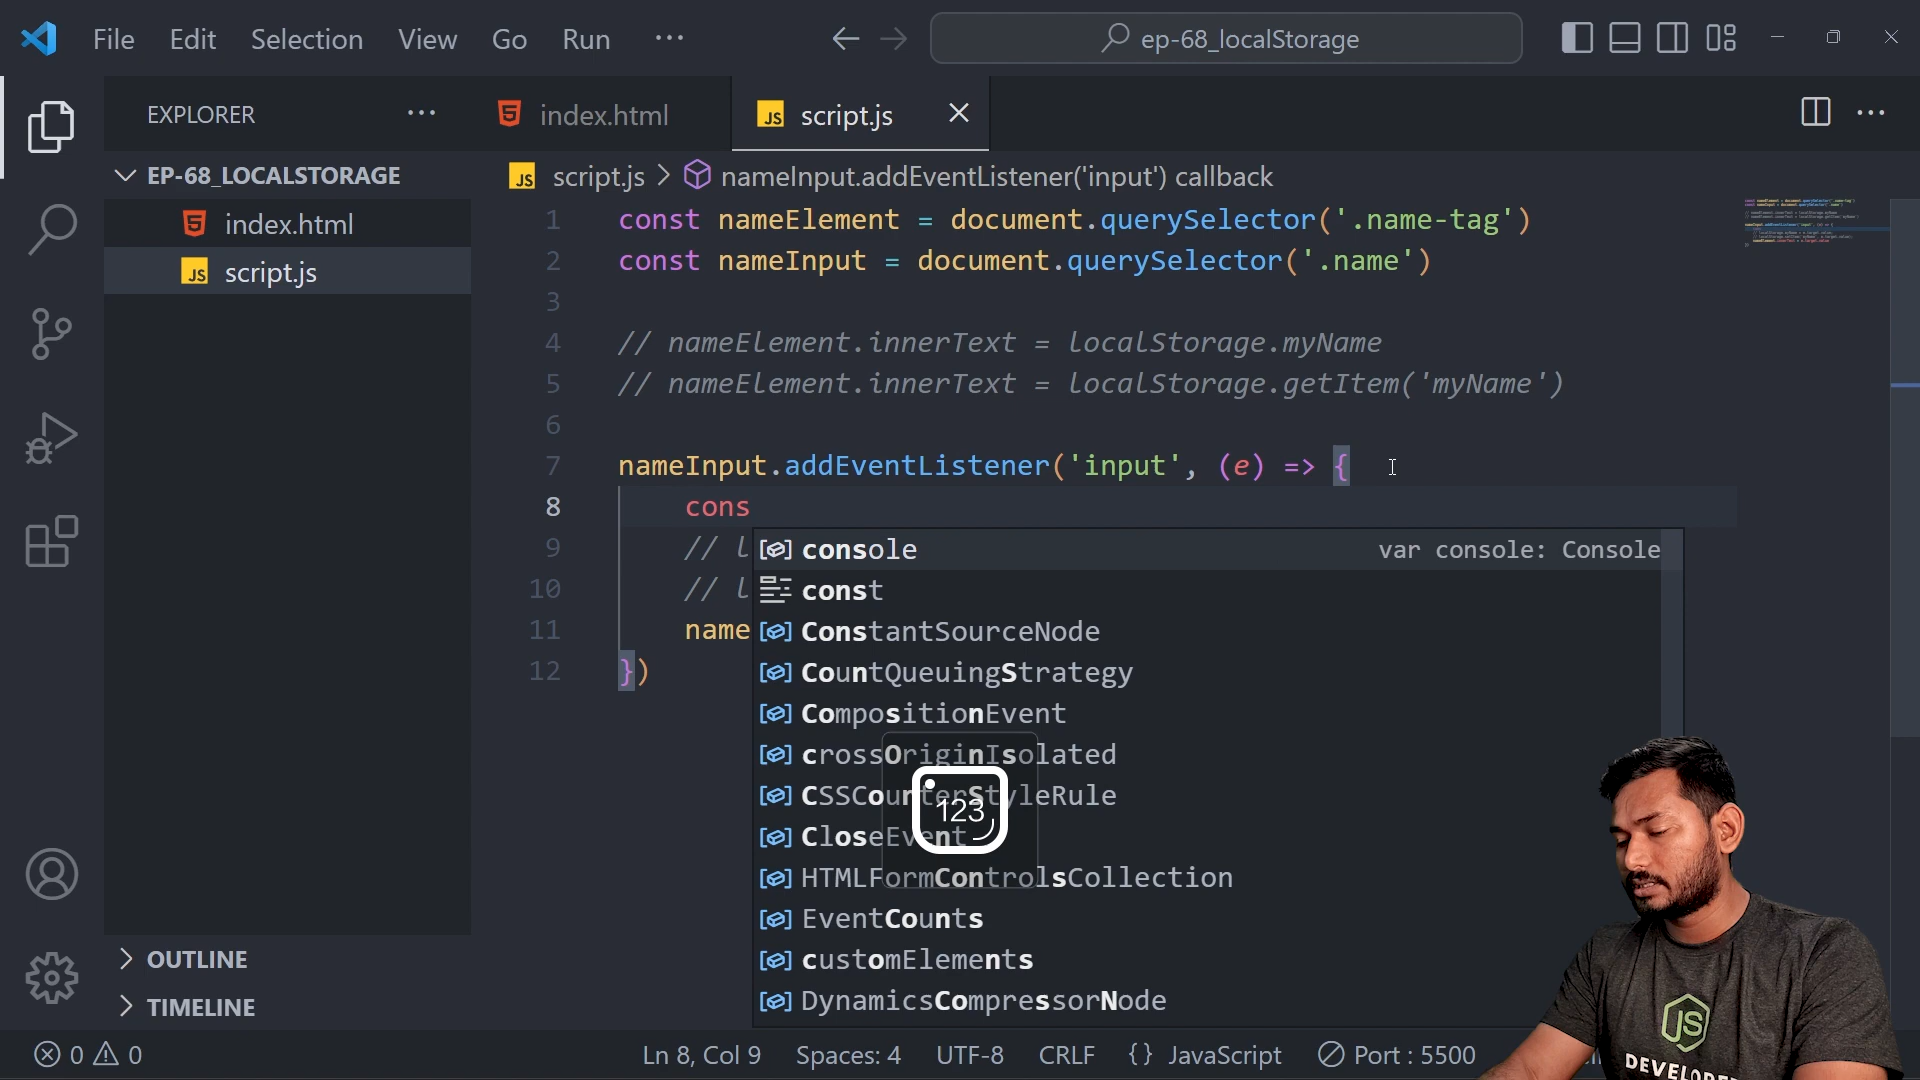 File Edit Selection View Go Run ···
ep-68_localStorage
EXPLORER ···
index.html
script.js
EP-68_LOCALSTORAGE
index.html
script.js
script.js > nameInput.addEventListener('input') callback
1 const nameElement = document.querySelector('.name-tag')
2 const nameInput = document.querySelector('.name')
3
4 // nameElement.innerText = localStorage.myName
5 // nameElement.innerText = localStorage.getItem('myName')
6
7 nameInput.addEventListener('input', (e) => {
8 cons
9 // l
10 // l
11 name
12 })
console var console: Console
const
ConstantSourceNode
CountQueuingStrategy
CompositionEvent
crossOriginIsolated
CSSCounterStyleRule
CloseEvent
HTMLFormControlsCollection
EventCounts
customElements
DynamicsCompressorNode
123
OUTLINE
TIMELINE
JS
0 0 Ln 8, Col 9 Spaces: 4 UTF-8 CRLF {} JavaScript Port : 5500